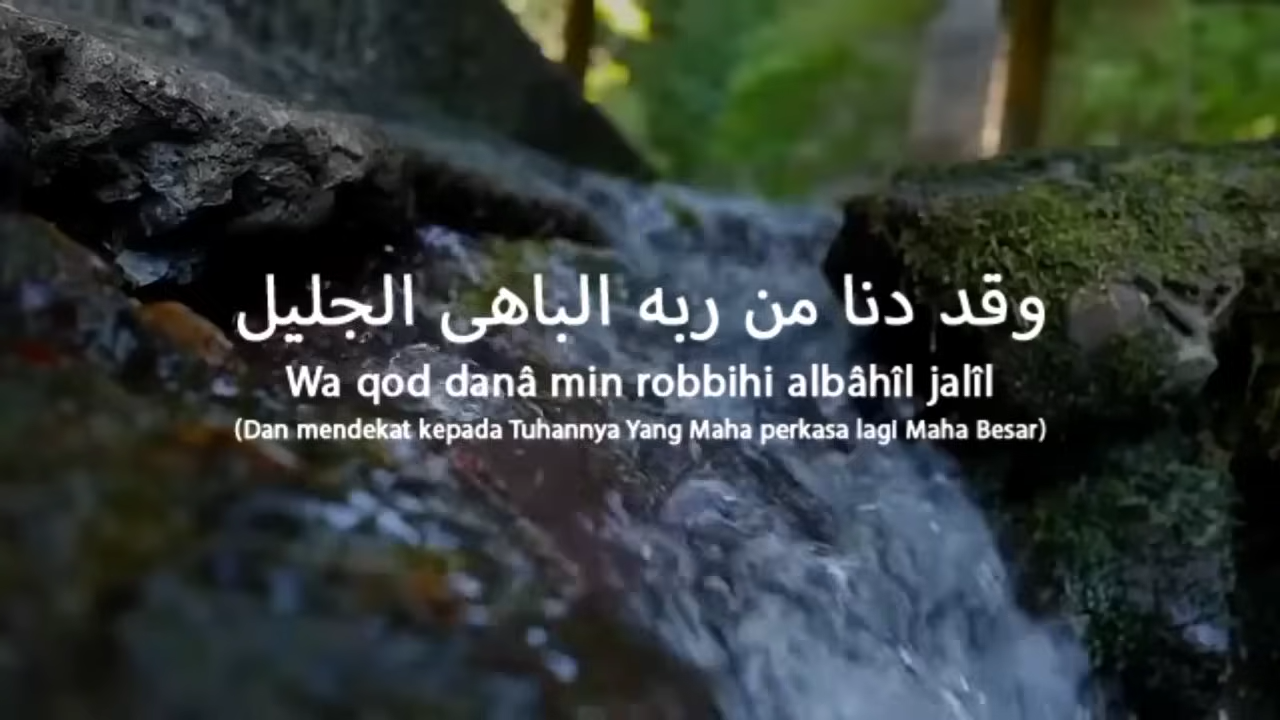 وقد دنا من ربه الباهى الجليل
Wa qod danâ min robbihi albâhîl jalîl
(Dan mendekat kepada Tuhannya Yang Maha perkasa lagI Maha Besar)